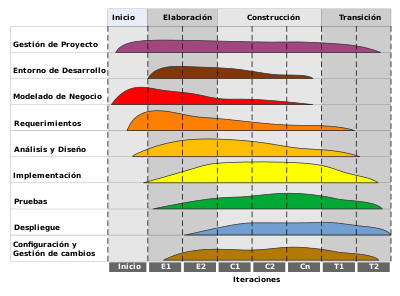 Inicio Elaboración Construcción Transición
Gestión de Proyecto
Entorno de Desarrollo
Modelado de Negocio
Requerimientos
Análisis y Diseño
Implementación
Pruebas
Despliegue
Configuración y
Gestión de cambios
Inicio E1 E2 C1 C2 Cn T1 T2
Iteraciones